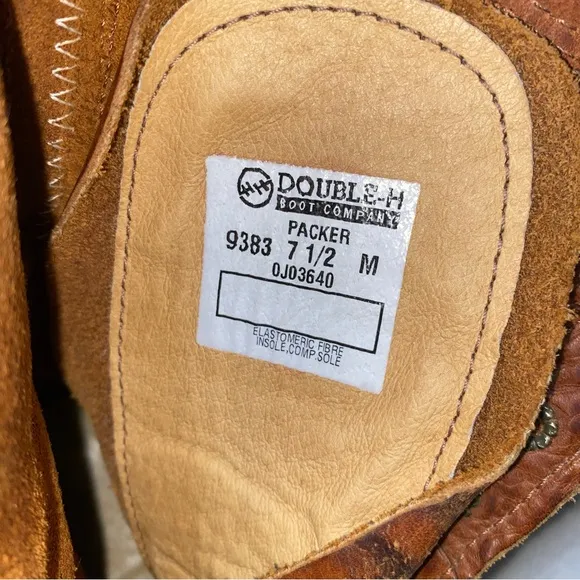 DOUBLE-H
BOOT COMPANY
PACKER
9383 7 1/2 M
0J03640
ELASTOMERIC FIBRE
INSOLE,COMP.SOLE